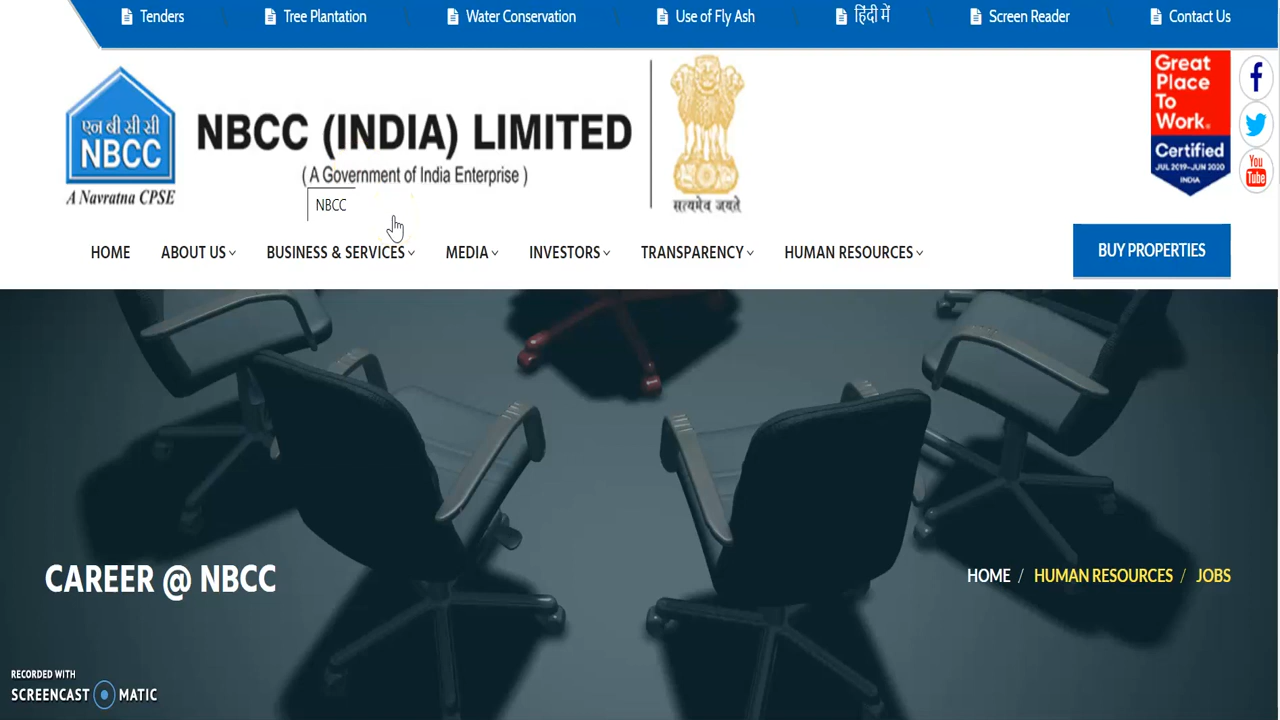 Tenders
Tree Plantation
Water Conservation
Use of Fly Ash
हिंदी में
Screen Reader
Contact Us
एन बी सी सी
NBCC
A Navratna CPSE
NBCC (INDIA) LIMITED
( A Government of India Enterprise )
NBCC
सत्यमेव जयते
Great
Place
To
Work.
Certified
JUL 2019-JUN 2020
INDIA
You
Tube
HOME
ABOUT US
BUSINESS & SERVICES
MEDIA
INVESTORS
TRANSPARENCY
HUMAN RESOURCES
BUY PROPERTIES
CAREER @ NBCC
HOME / HUMAN RESOURCES / JOBS
RECORDED WITH
SCREENCAST MATIC